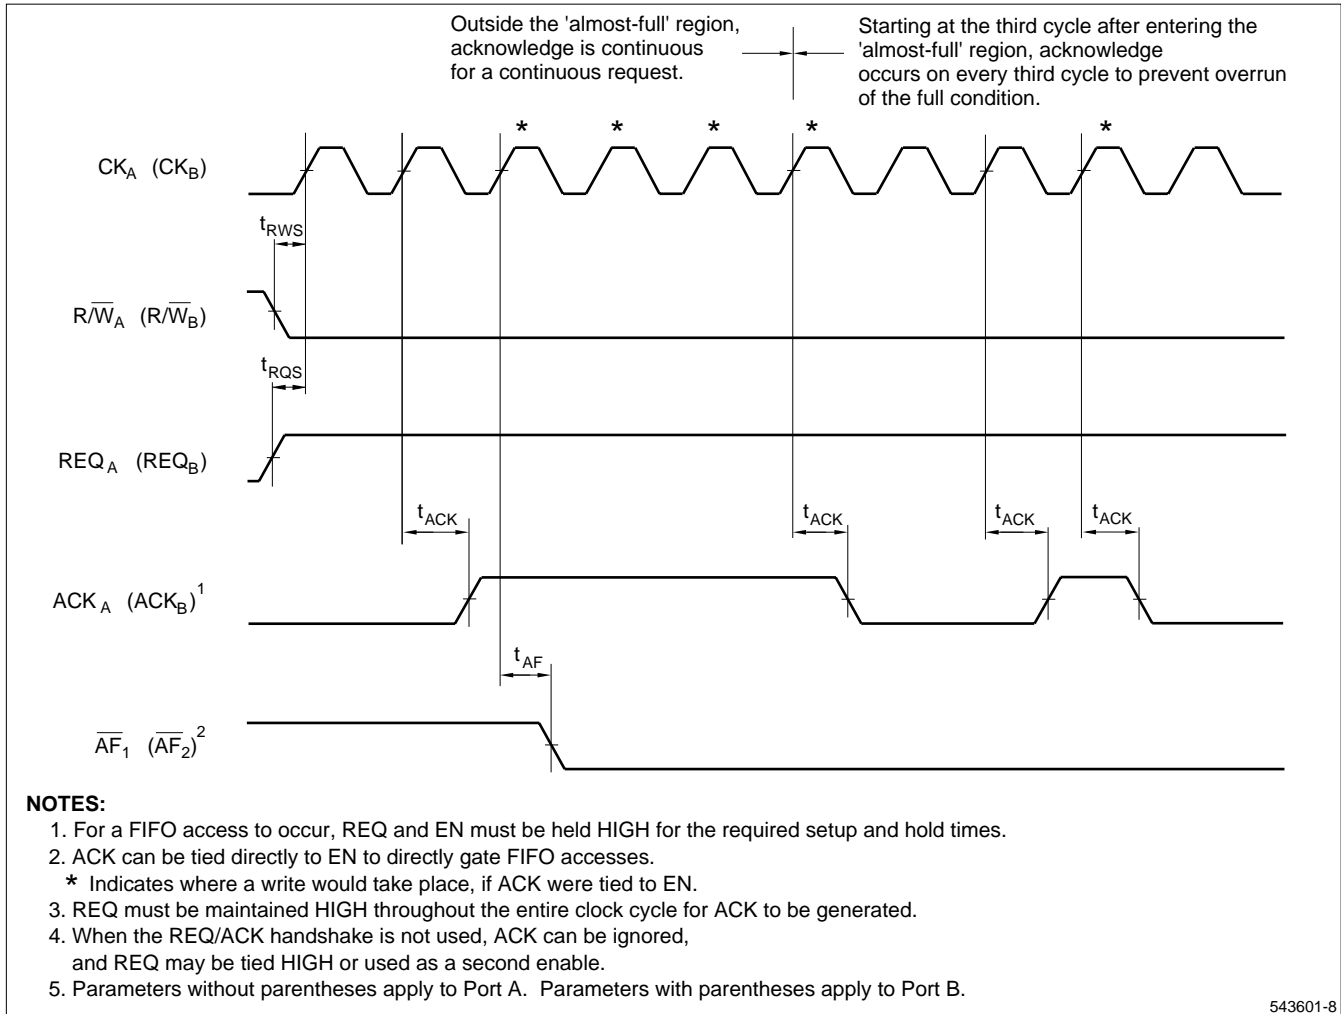 Outside the 'almost-full' region,
acknowledge is continuous
for a continuous request.
Starting at the third cycle after entering the
'almost-full' region, acknowledge
occurs on every third cycle to prevent overrun
of the full condition.
* * * * *
CKA (CKB)
tRWS
R/W̅A (R/W̅B)
tRQS
REQA (REQB)
tACK tACK tACK tACK
ACKA (ACKB)1
tAF
A̅F̅1 (A̅F̅2)2
NOTES:
1. For a FIFO access to occur, REQ and EN must be held HIGH for the required setup and hold times.
2. ACK can be tied directly to EN to directly gate FIFO accesses.
* Indicates where a write would take place, if ACK were tied to EN.
3. REQ must be maintained HIGH throughout the entire clock cycle for ACK to be generated.
4. When the REQ/ACK handshake is not used, ACK can be ignored,
and REQ may be tied HIGH or used as a second enable.
5. Parameters without parentheses apply to Port A. Parameters with parentheses apply to Port B.
543601-8